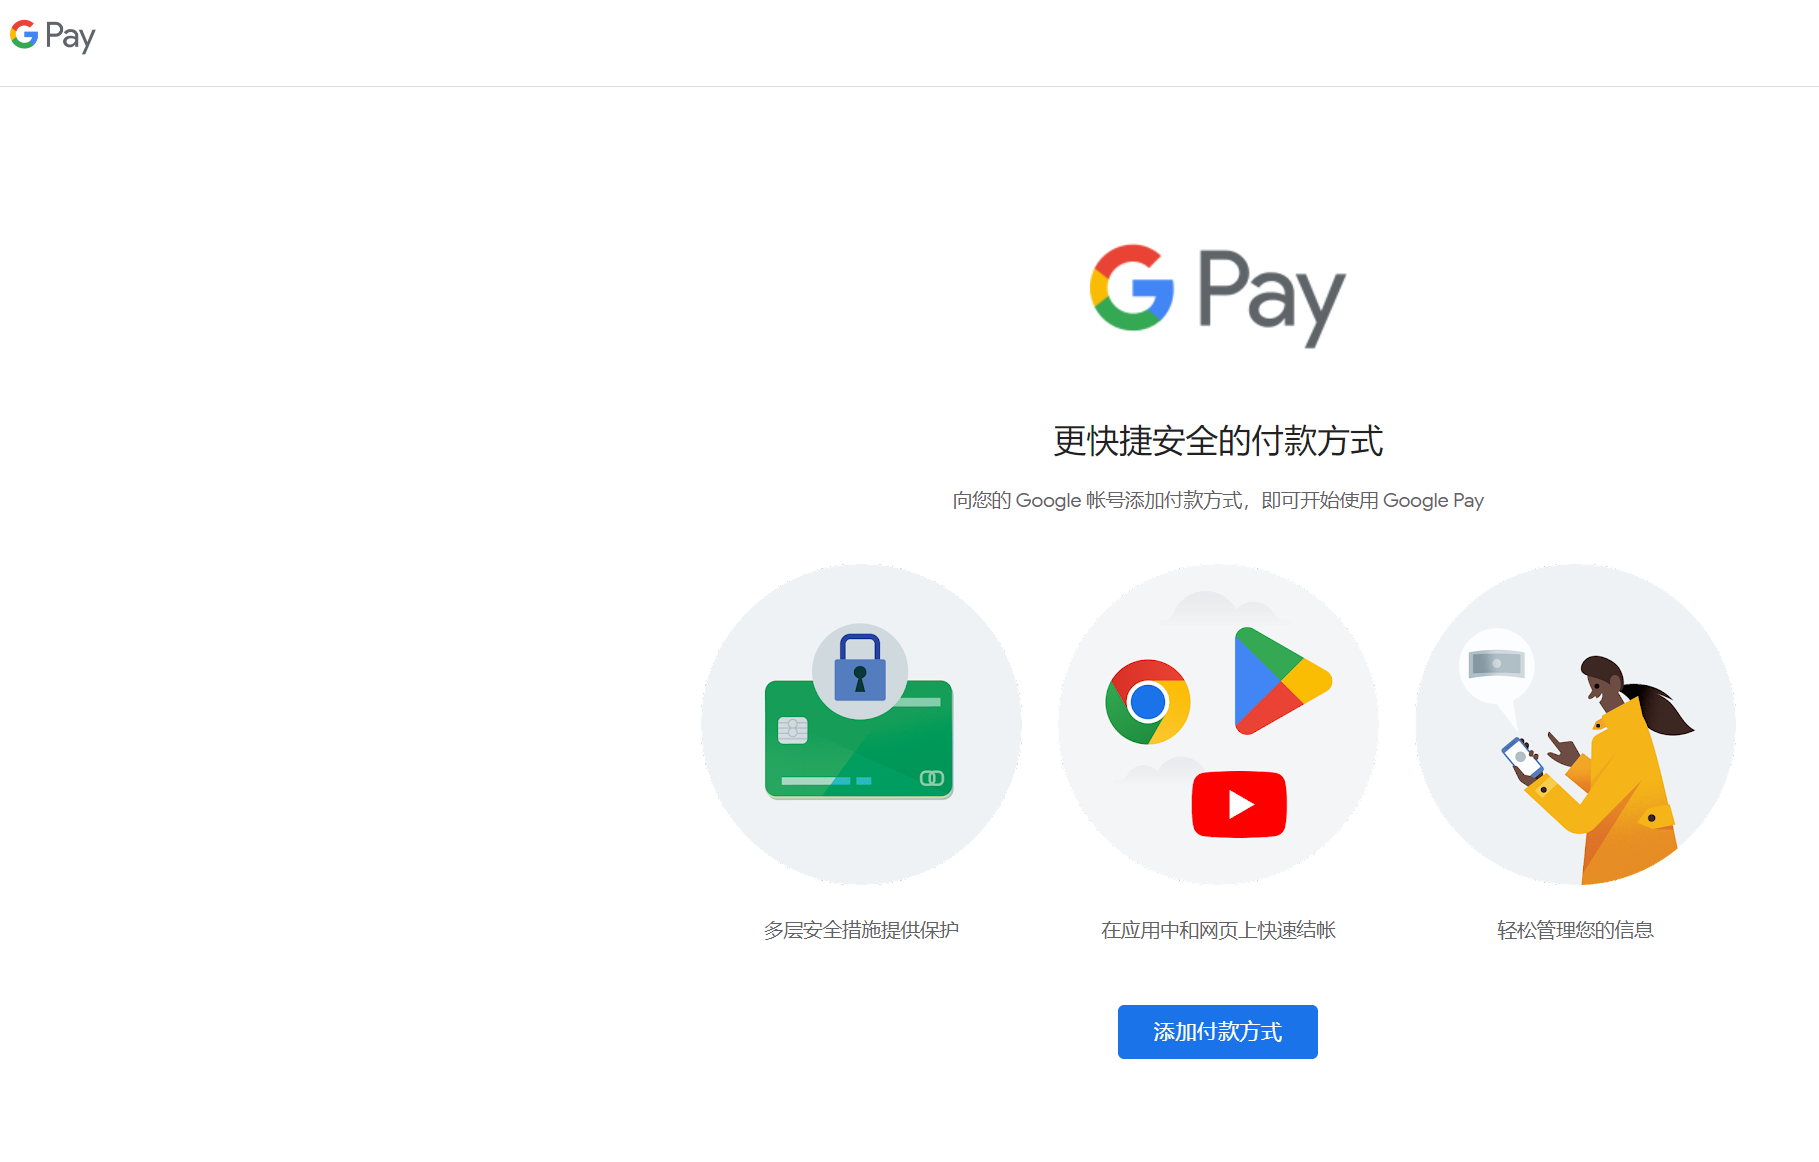 G Pay
G Pay
更快捷安全的付款方式
向您的 Google 帐号添加付款方式，即可开始使用 Google Pay
多层安全措施提供保护
在应用中和网页上快速结帐
轻松管理您的信息
添加付款方式